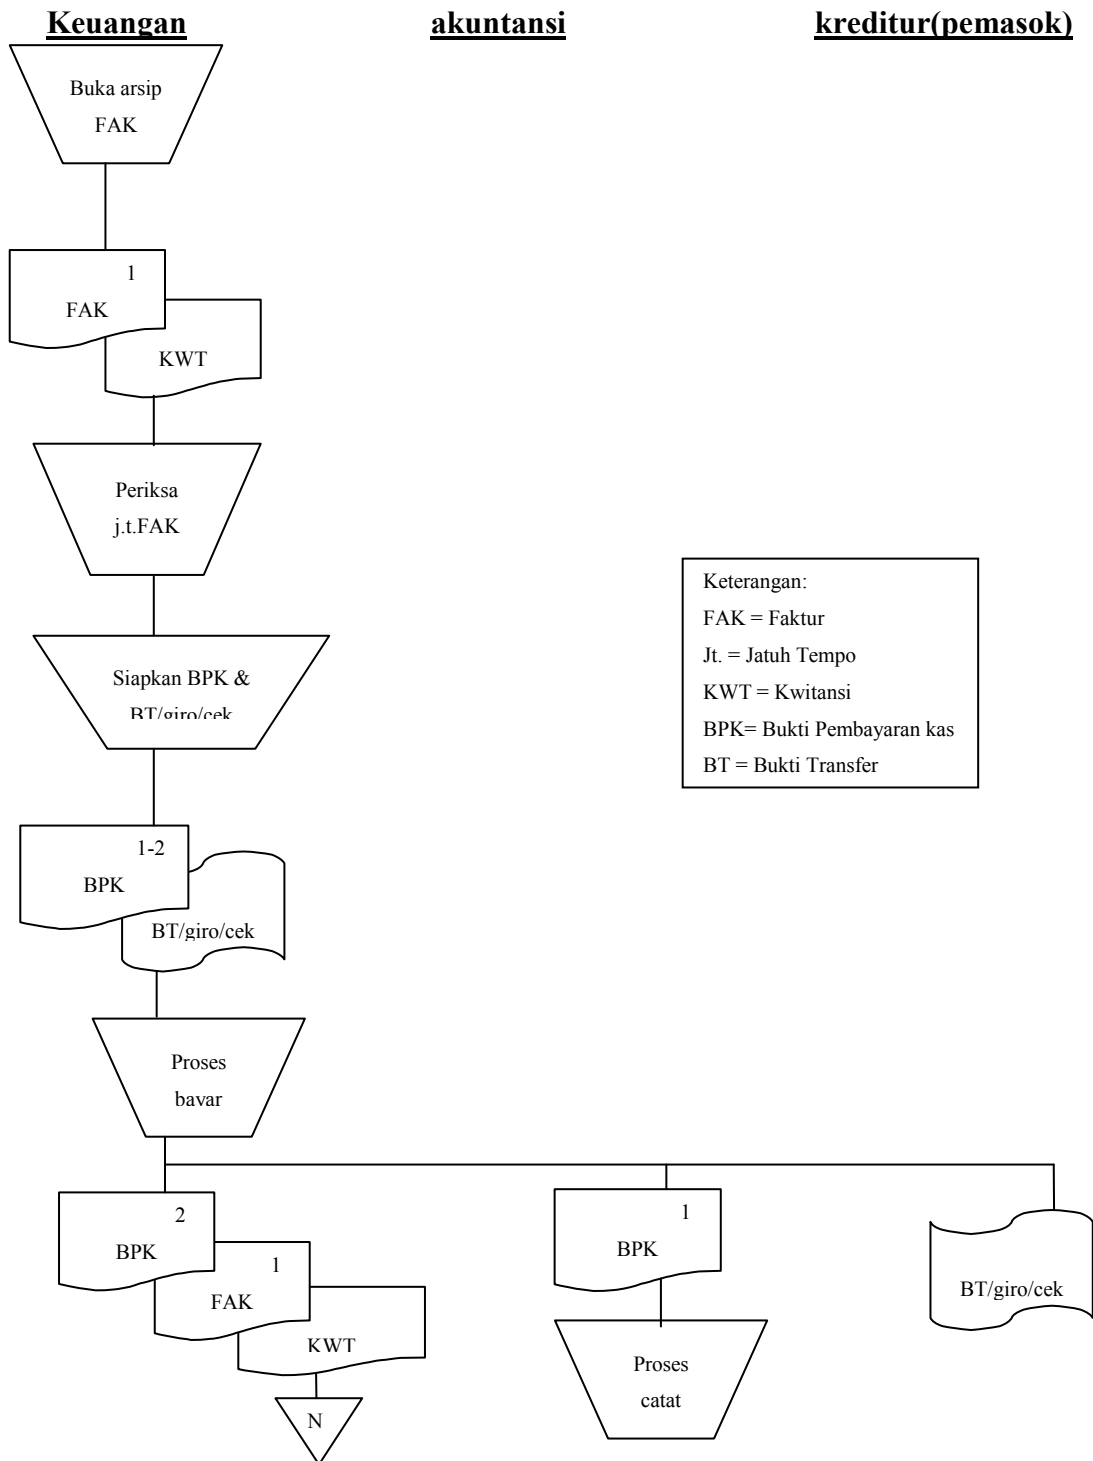 Keuangan
akuntansi
kreditur(pemasok)
Buka arsip
FAK
1
FAK
KWT
Periksa
j.t.FAK
Keterangan:
FAK = Faktur
Jt. = Jatuh Tempo
KWT = Kwitansi
BPK= Bukti Pembayaran kas
BT = Bukti Transfer
Siapkan BPK &
BT/giro/cek
1-2
BPK
BT/giro/cek
Proses
bayar
2
BPK
1
FAK
KWT
N
1
BPK
Proses
catat
BT/giro/cek